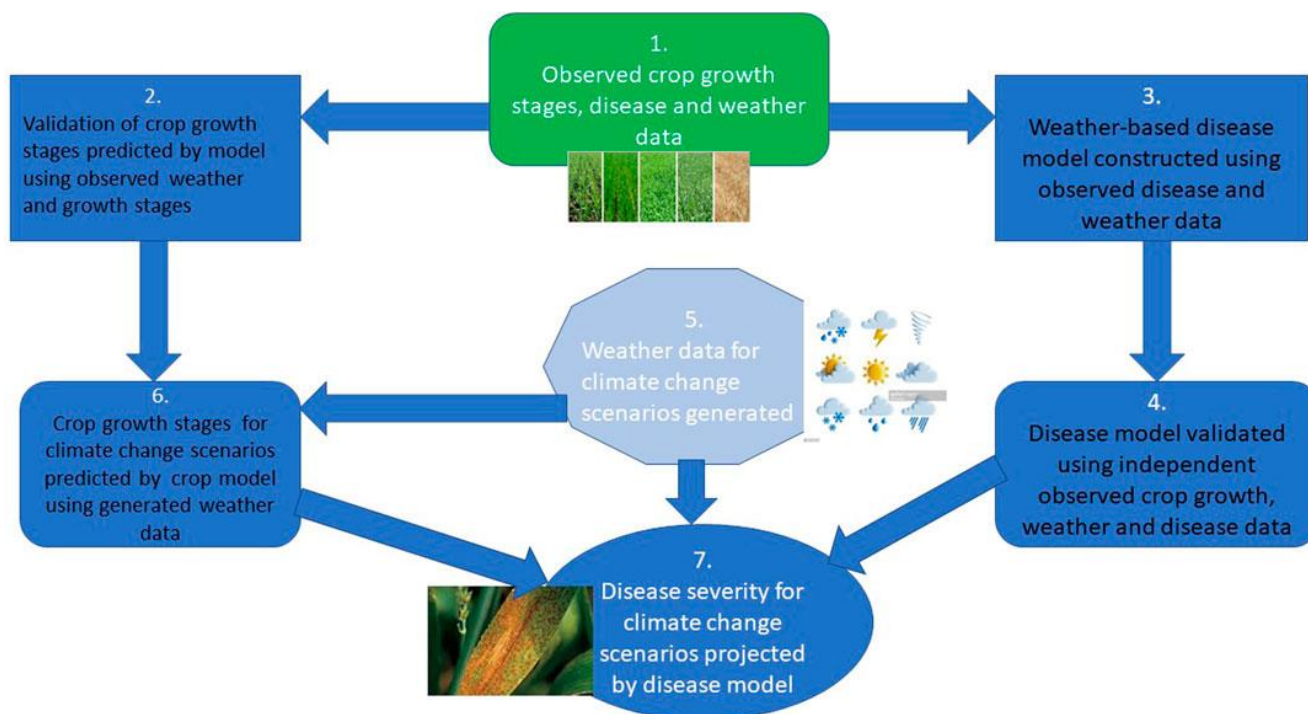 1.
Observed crop growth
stages, disease and weather
data
2.
Validation of crop growth
stages predicted by model
using observed weather
and growth stages
3.
Weather-based disease
model constructed using
observed disease and
weather data
5.
Weather data for
climate change
scenarios generated
6.
Crop growth stages for
climate change scenarios
predicted by crop model
using generated weather
data
4.
Disease model validated
using independent
observed crop growth,
weather and disease data
7.
Disease severity for
climate change
scenarios projected
by disease model